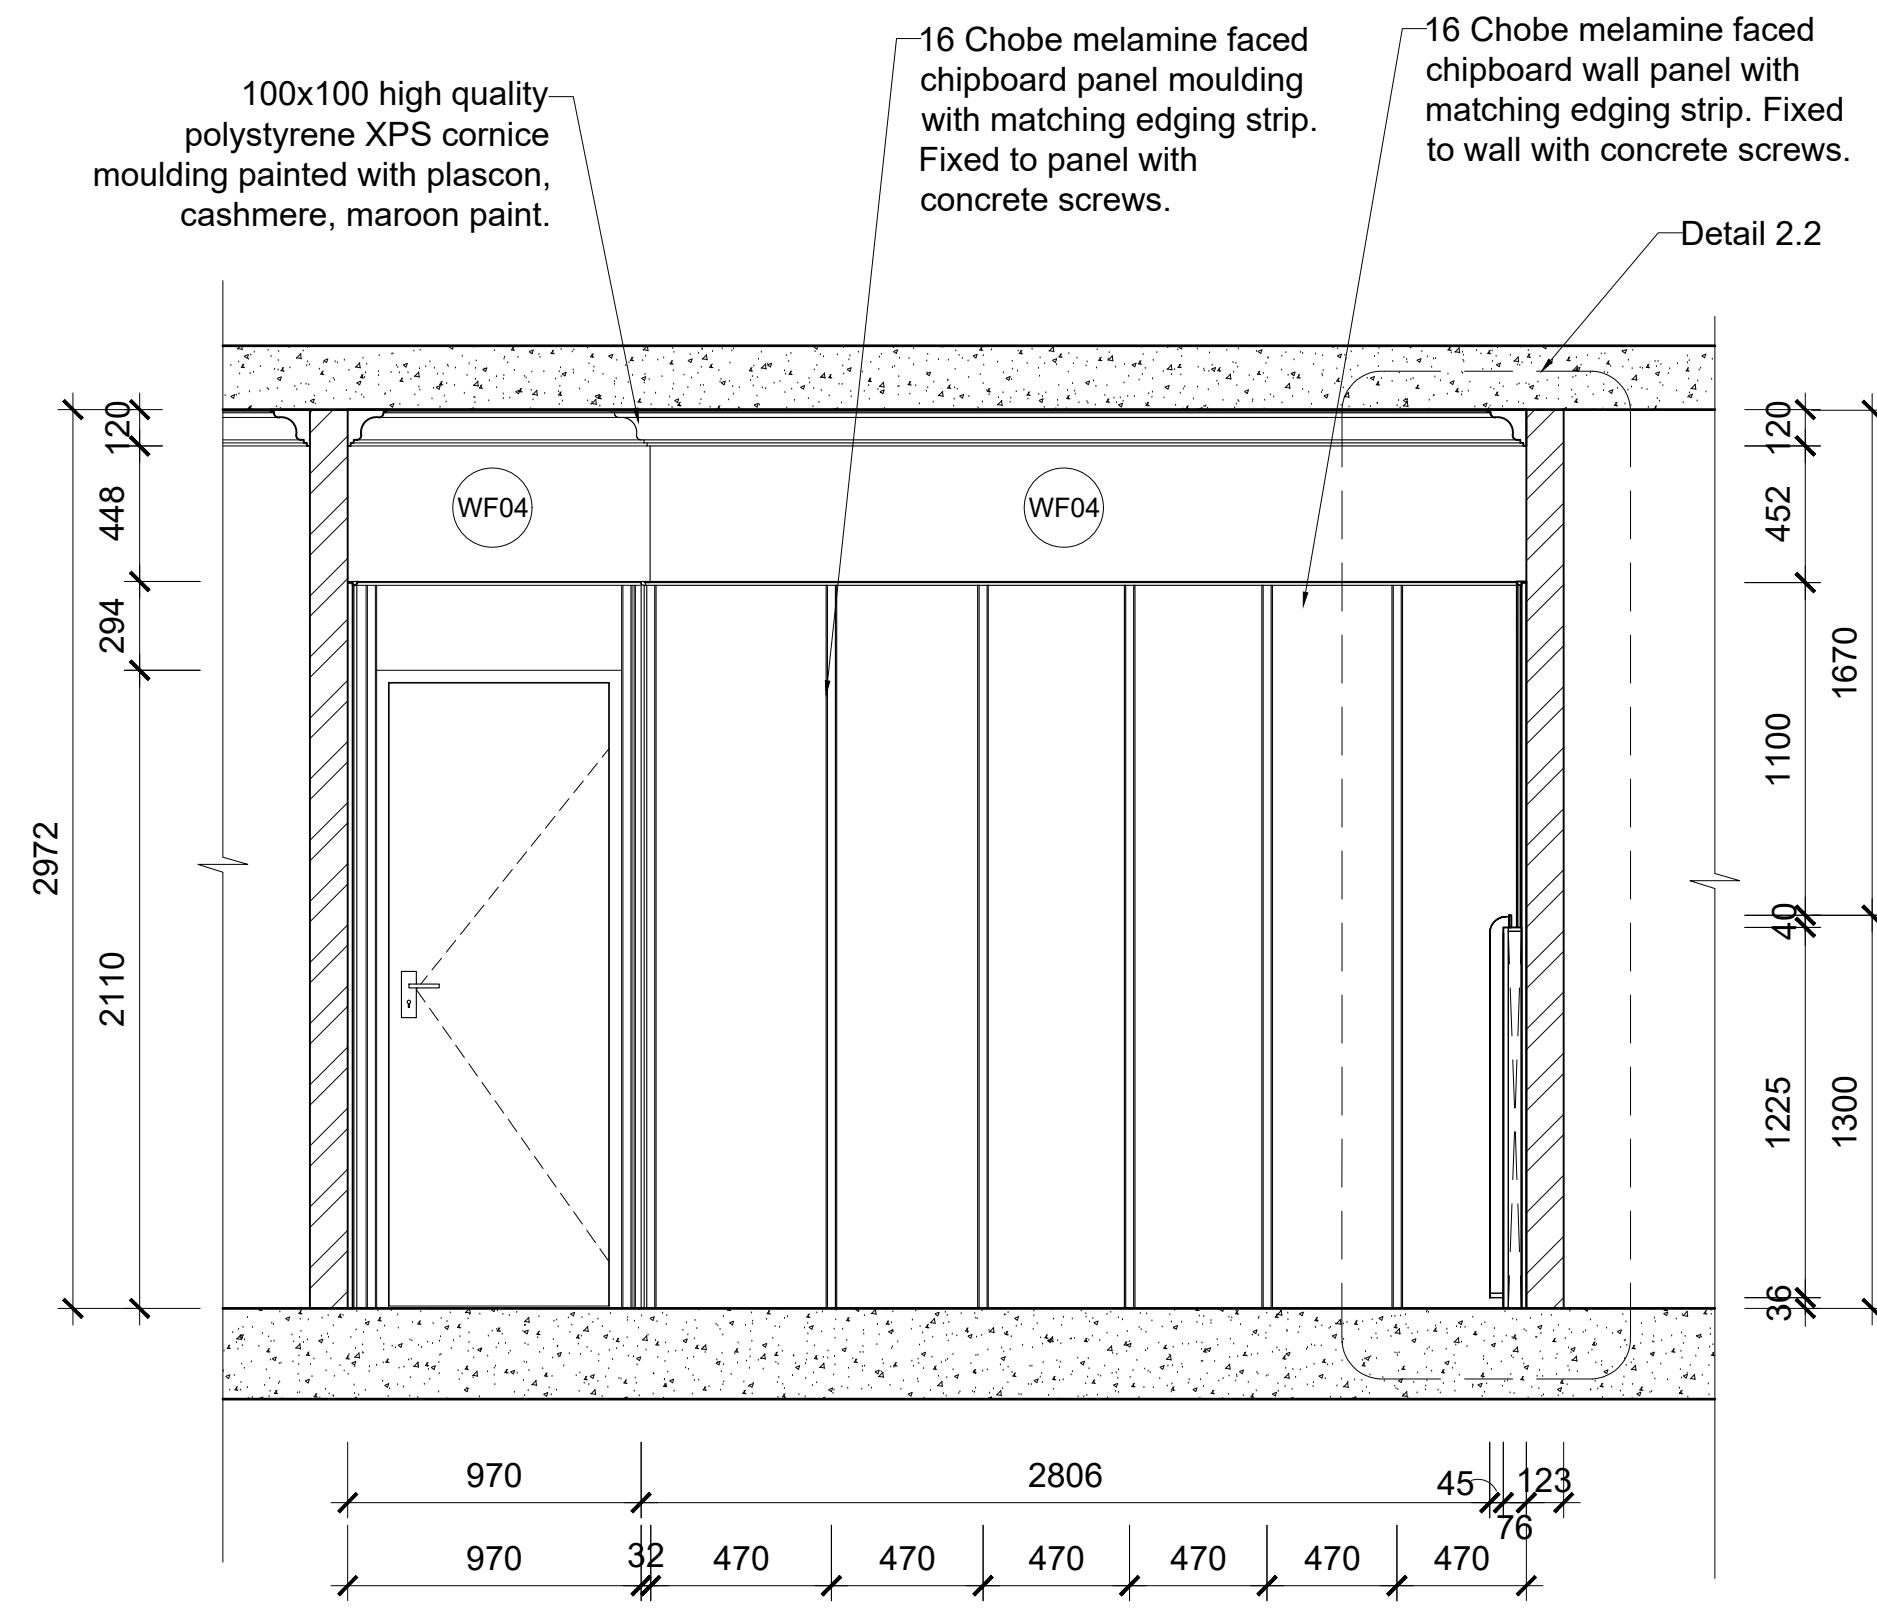 100x100 high quality
polystyrene XPS cornice
moulding painted with plascon,
cashmere, maroon paint.
16 Chobe melamine faced
chipboard panel moulding
with matching edging strip.
Fixed to panel with
concrete screws.
16 Chobe melamine faced
chipboard wall panel with
matching edging strip. Fixed
to wall with concrete screws.
Detail 2.2
WF04
WF04
2972
120
448
294
2110
120
452
1100
40
1225
36
1670
1300
970
2806
45
76
123
970
32
470
470
470
470
470
470